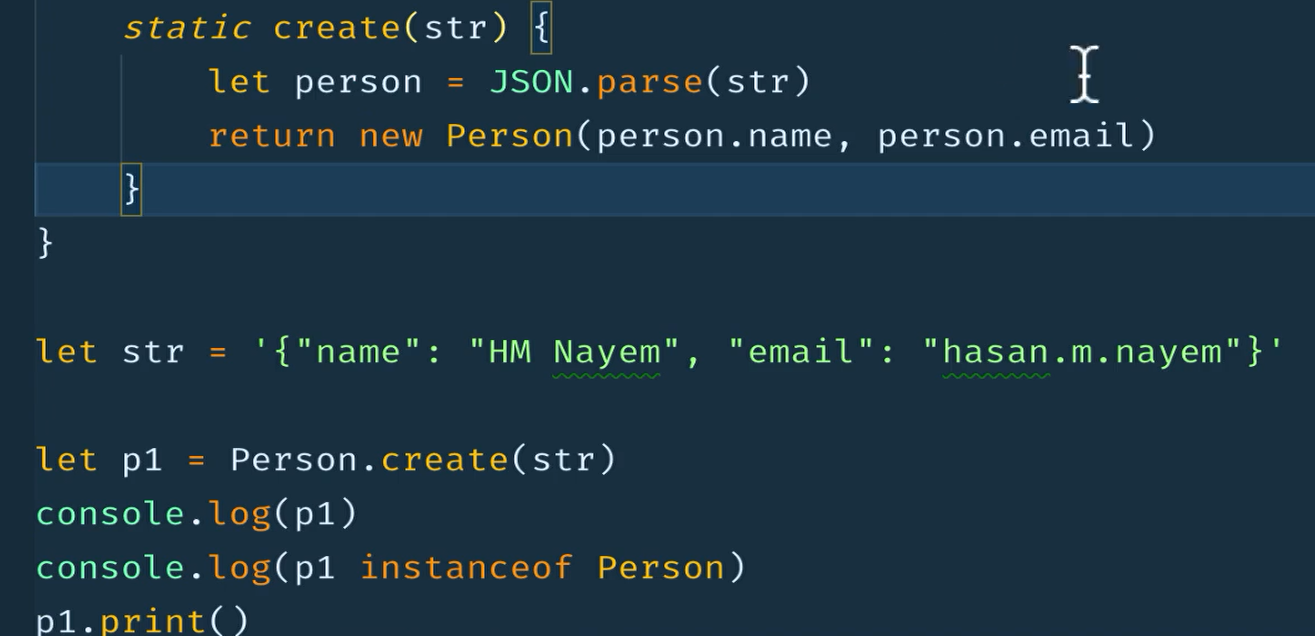 static create(str) {
let person = JSON.parse(str)
return new Person(person.name, person.email)
}
}
let str = '{"name": "HM Nayem", "email": "hasan.m.nayem"}'
let p1 = Person.create(str)
console.log(p1)
console.log(p1 instanceof Person)
p1.print()